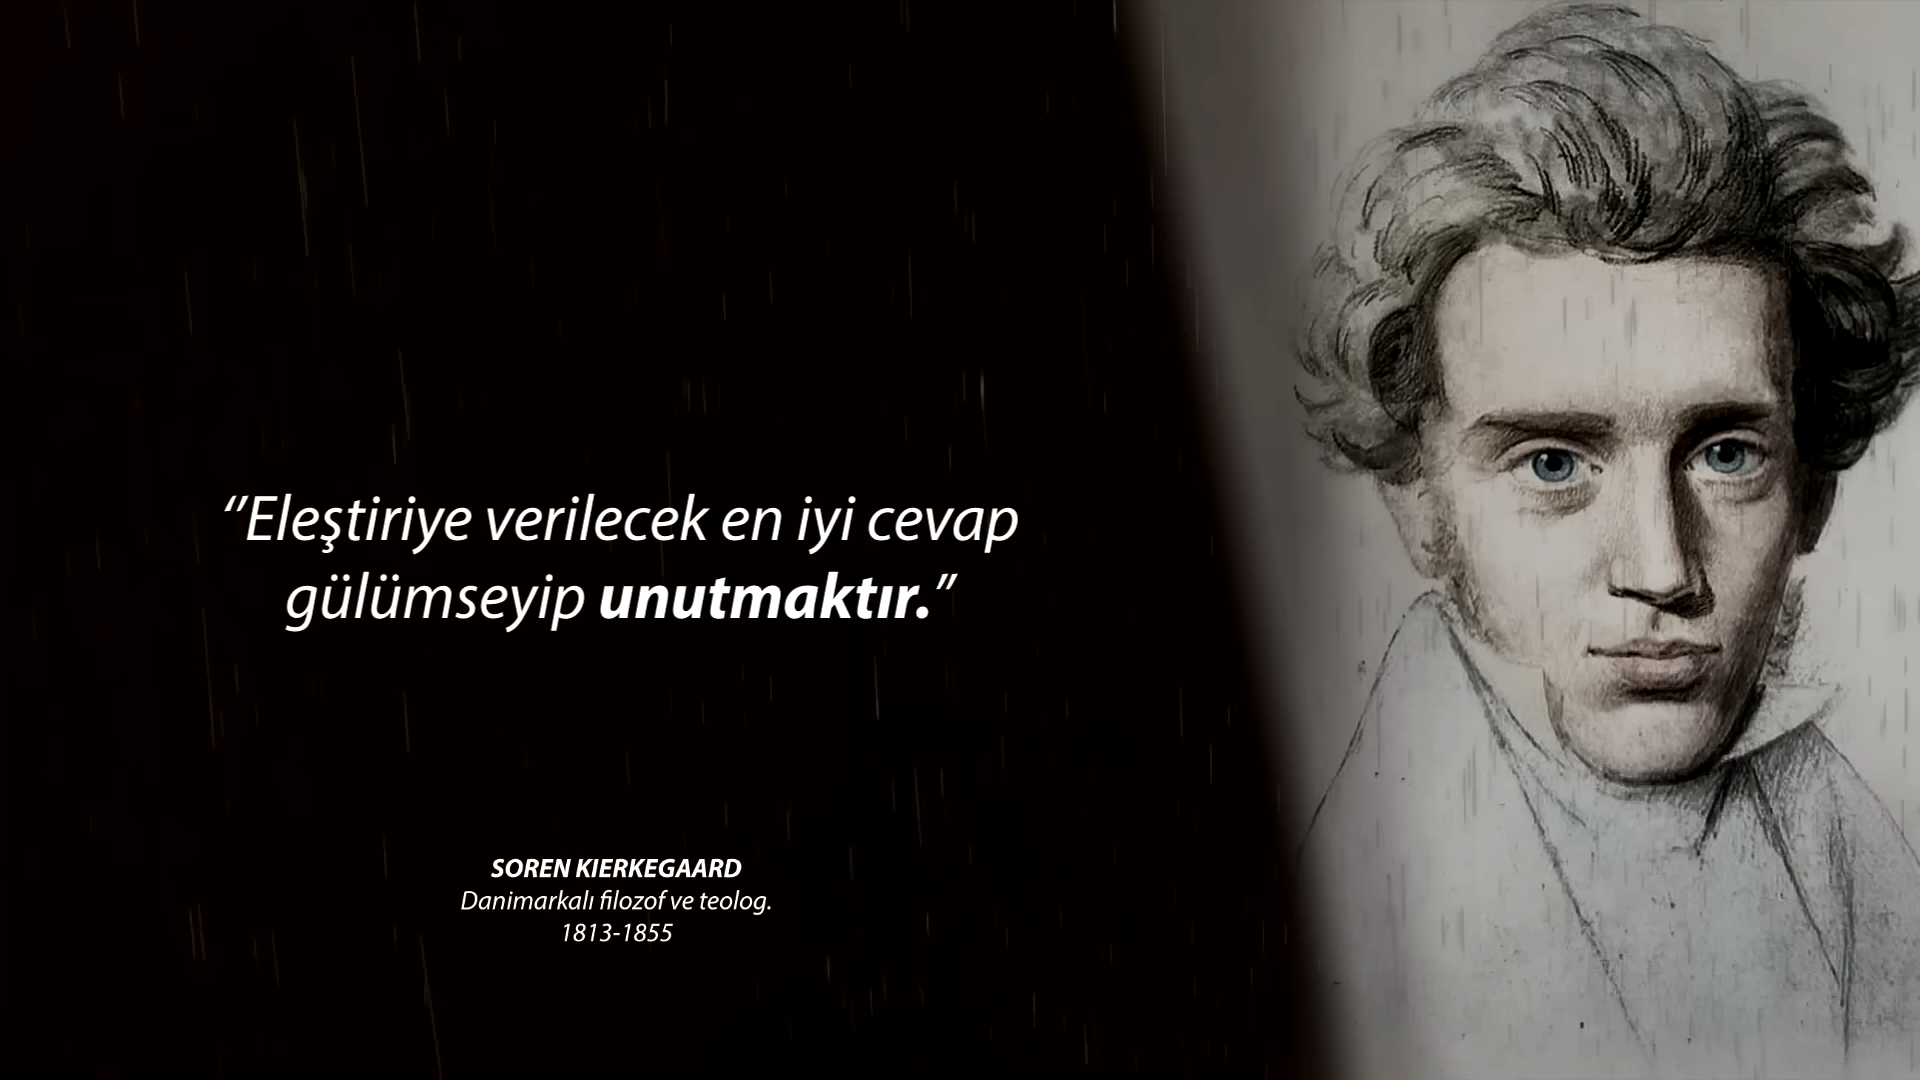 ‘’Eleştiriye verilecek en iyi cevap
gülümseyip unutmaktır.’’
SOREN KIERKEGAARD
Danimarkalı filozof ve teolog.
1813-1855